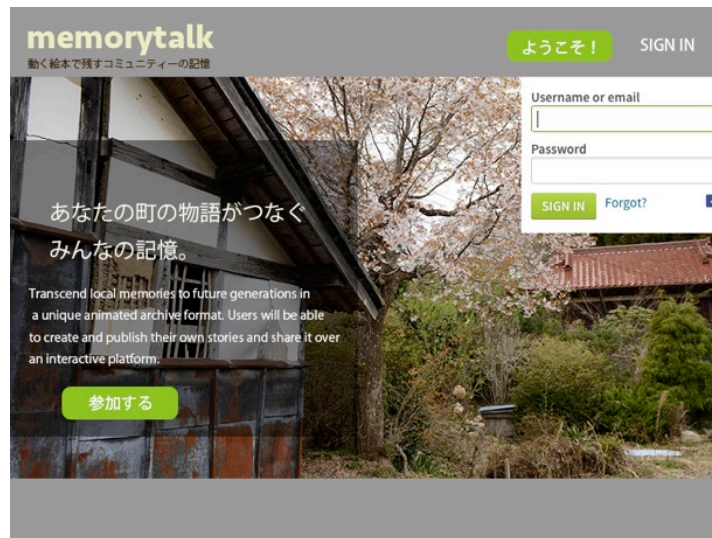 memorytalk
動く絵本で残すコミュニティーの記憶
ようこそ！
SIGN IN
Username or email
Password
SIGN IN
Forgot?
あなたの町の物語がつなぐ
みんなの記憶。
Transcend local memories to future generations in
a unique animated archive format. Users will be able
to create and publish their own stories and share it over
an interactive platform.
参加する